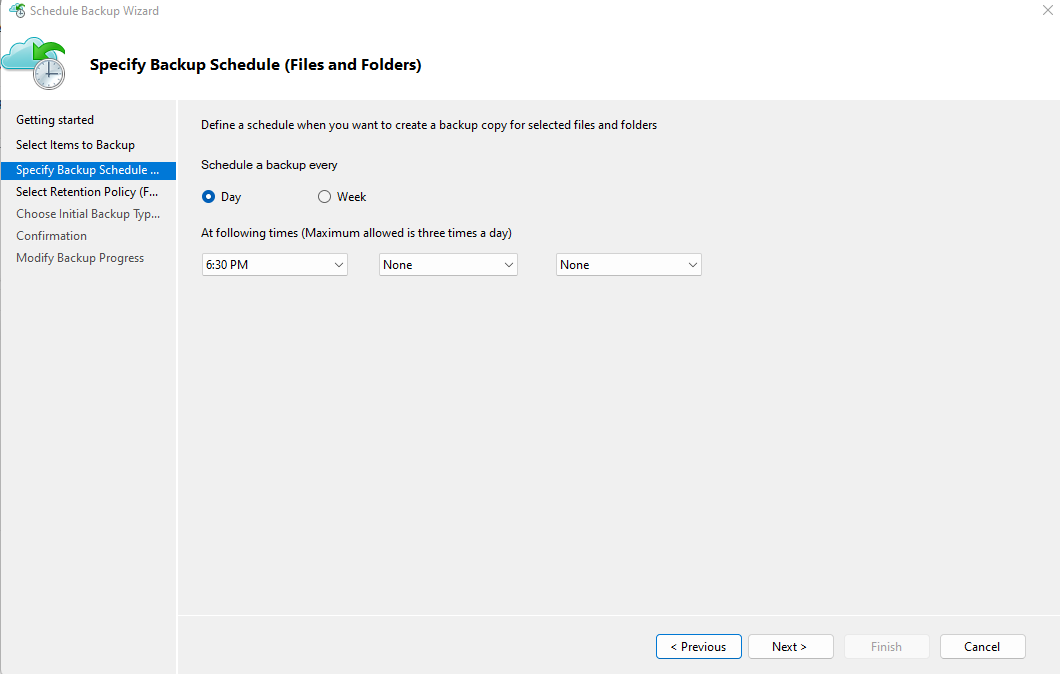 Schedule Backup Wizard
Specify Backup Schedule (Files and Folders)
Getting started
Select Items to Backup
Specify Backup Schedule ...
Select Retention Policy (F...
Choose Initial Backup Typ...
Confirmation
Modify Backup Progress
Define a schedule when you want to create a backup copy for selected files and folders
Schedule a backup every
Day Week
At following times (Maximum allowed is three times a day)
6:30 PM None None
< Previous Next > Finish Cancel